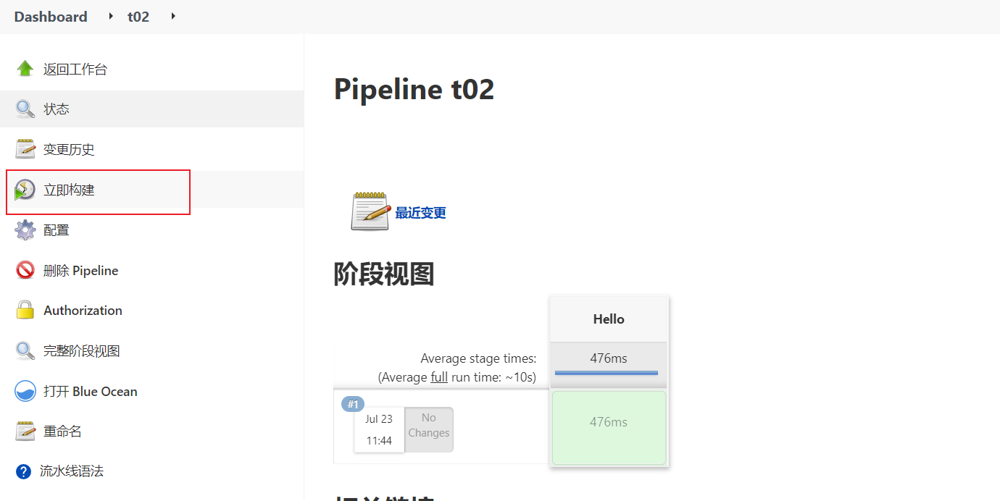 Dashboard t02
返回工作台
状态
变更历史
立即构建
配置
删除 Pipeline
Authorization
完整阶段视图
打开 Blue Ocean
重命名
流水线语法
Pipeline t02
最近变更
阶段视图
Hello
Average stage times:
(Average full run time: ~10s)
476ms
#1
Jul 23
11:44
No
Changes
476ms